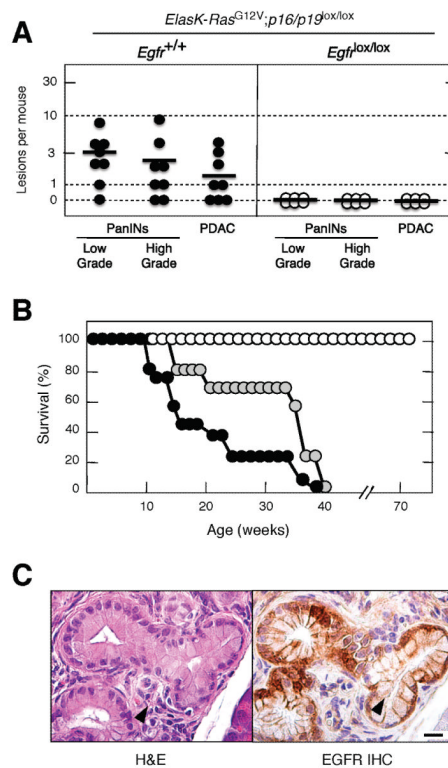 A
ElasK-RasG12V;p16/p19lox/lox
Egfr+/+
Egfrlox/lox
Lesions per mouse
30
10
3
1
0
PanINs
PDAC
PanINs
PDAC
Low Grade
High Grade
Low Grade
High Grade
B
Survival (%)
100
80
60
40
20
0
10
20
30
40
70
Age (weeks)
C
H&E
EGFR IHC